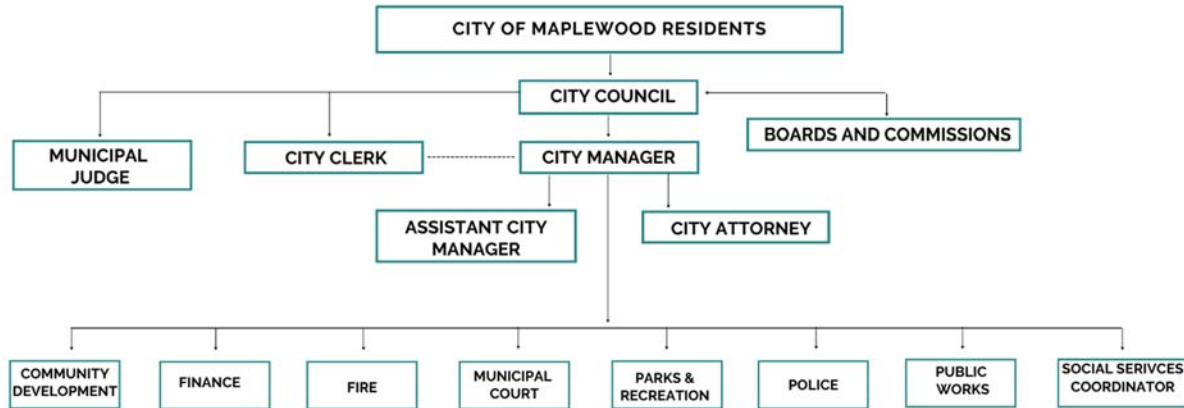 CITY OF MAPLEWOOD RESIDENTS
CITY COUNCIL
BOARDS AND COMMISSIONS
MUNICIPAL
JUDGE
CITY CLERK
CITY MANAGER
ASSISTANT CITY
MANAGER
CITY ATTORNEY
COMMUNITY
DEVELOPMENT
FINANCE
FIRE
MUNICIPAL
COURT
PARKS &
RECREATION
POLICE
PUBLIC
WORKS
SOCIAL SERIVCES
COORDINATOR